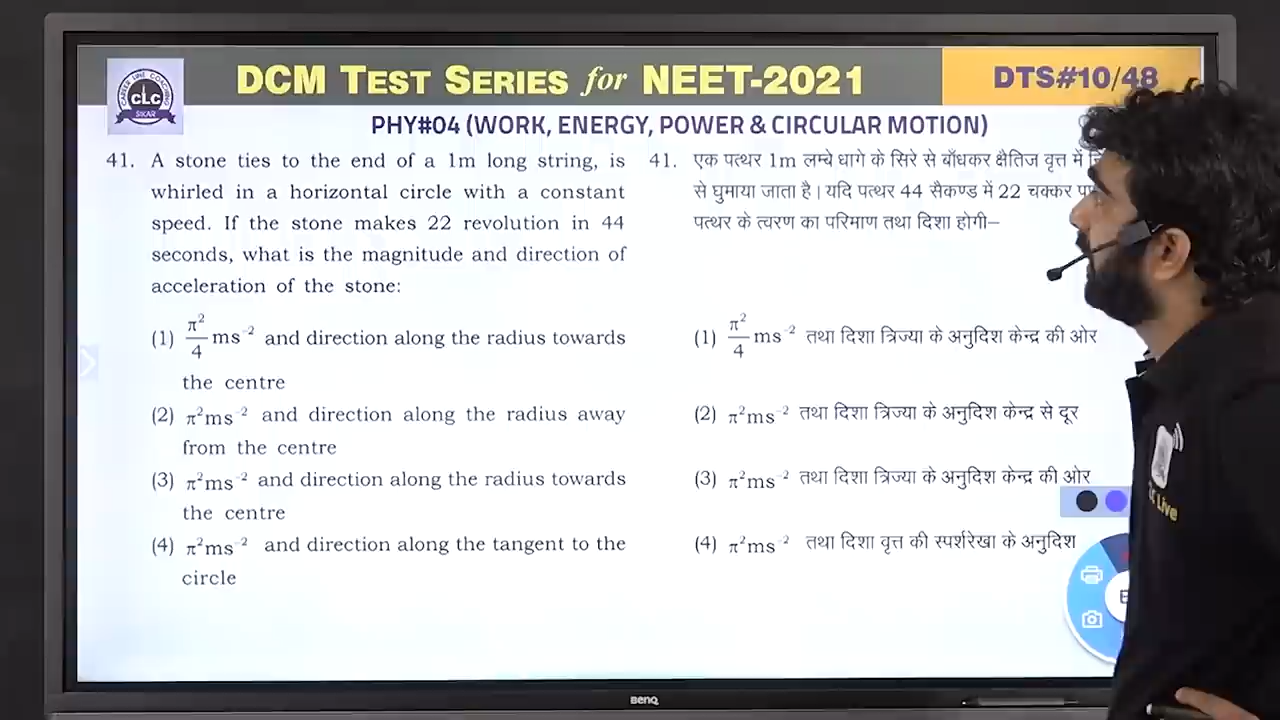 CAREER LINE COACHING
CLC
SIKAR
DCM TEST SERIES for NEET-2021
DTS#10/48
PHY#04 (WORK, ENERGY, POWER & CIRCULAR MOTION)
41. A stone ties to the end of a 1m long string, is
whirled in a horizontal circle with a constant
speed. If the stone makes 22 revolution in 44
seconds, what is the magnitude and direction of
acceleration of the stone:
(1) π²/4 ms⁻² and direction along the radius towards
the centre
(2) π²ms⁻² and direction along the radius away
from the centre
(3) π²ms⁻² and direction along the radius towards
the centre
(4) π²ms⁻² and direction along the tangent to the
circle
41. एक पत्थर 1m लम्बे धागे के सिरे से बाँधकर क्षैतिज वृत्त में
से घुमाया जाता है। यदि पत्थर 44 सैकण्ड में 22 चक्कर
पत्थर के त्वरण का परिमाण तथा दिशा होगी–
(1) π²/4 ms⁻² तथा दिशा त्रिज्या के अनुदिश केन्द्र की ओर
(2) π²ms⁻² तथा दिशा त्रिज्या के अनुदिश केन्द्र से दूर
(3) π²ms⁻² तथा दिशा त्रिज्या के अनुदिश केन्द्र की ओर
(4) π²ms⁻² तथा दिशा वृत्त की स्पर्शरेखा के अनुदिश
Live
BenQ